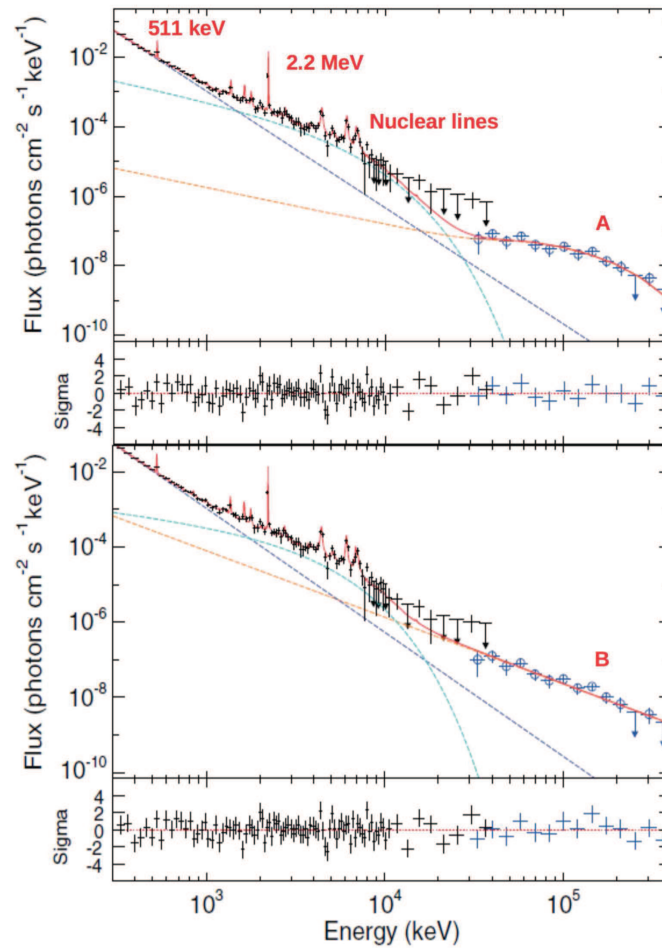 511 keV
2.2 MeV
Nuclear lines
A
Flux (photons cm⁻² s⁻¹ keV⁻¹)
10⁻²
10⁻⁴
10⁻⁶
10⁻⁸
10⁻¹⁰
Sigma
4
2
0
-2
-4
B
Flux (photons cm⁻² s⁻¹ keV⁻¹)
10⁻²
10⁻⁴
10⁻⁶
10⁻⁸
10⁻¹⁰
Sigma
4
2
0
-2
-4
10³ 10⁴ 10⁵
Energy (keV)